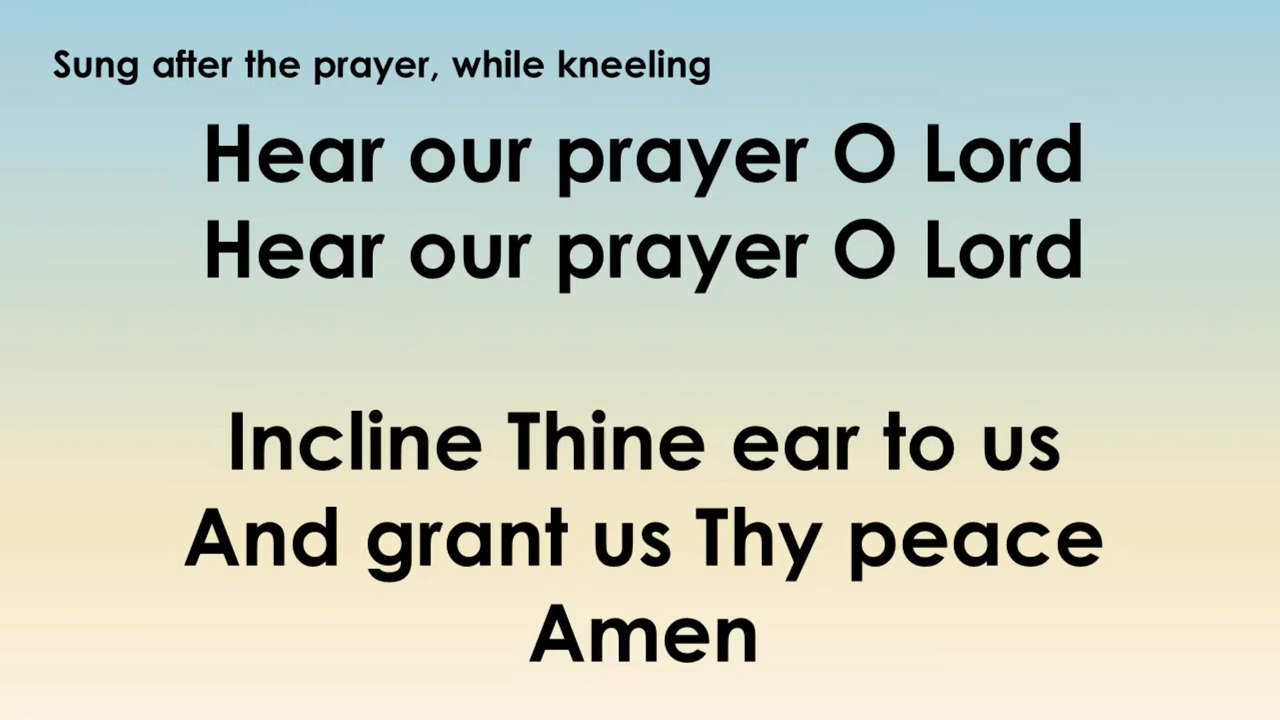 Sung after the prayer, while kneeling
Hear our prayer O Lord
Hear our prayer O Lord
Incline Thine ear to us
And grant us Thy peace
Amen